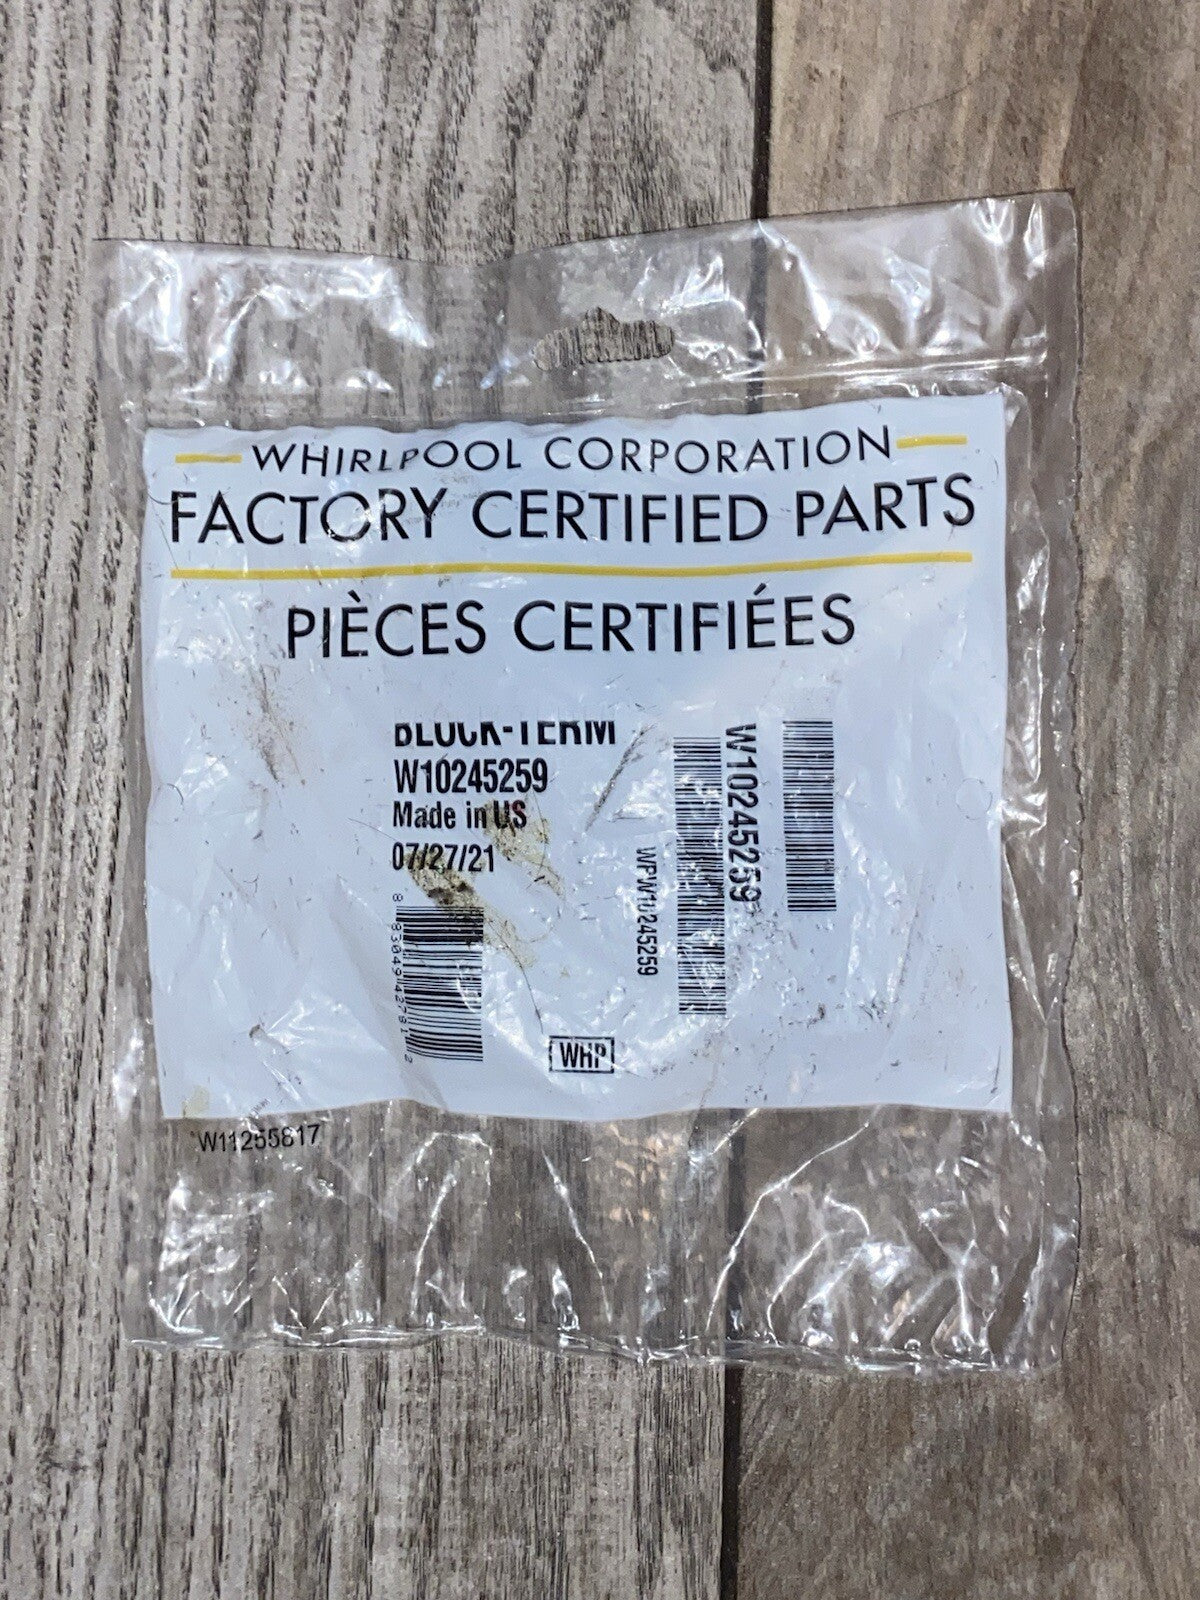 WHIRLPOOL CORPORATION
FACTORY CERTIFIED PARTS
PIÈCES CERTIFIÉES
BLOCK-TERM
W10245259
Made in US
07/27/21
W10245259
WPW10245259
WHP
W11255817